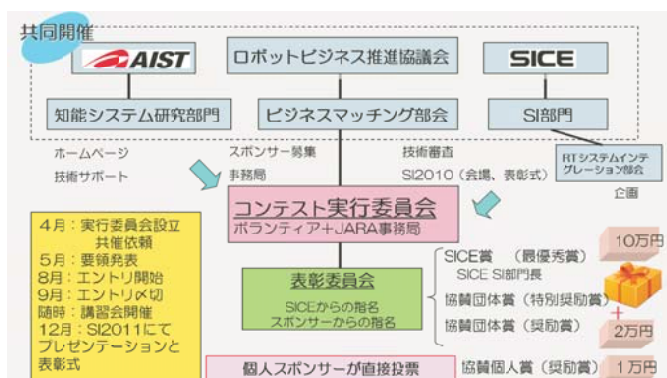 共同開催
AIST
ロボットビジネス推進協議会
SICE
知能システム研究部門
ビジネスマッチング部会
SI部門
ホームページ
技術サポート
スポンサー募集
事務局
技術審査
SI2010（会場、表彰式）
RTシステムインテ
グレーション部会
企画
コンテスト実行委員会
ボランティア+JARA事務局
4月：実行委員会設立
共催依頼
5月：要領発表
8月：エントリ開始
9月：エントリ〆切
随時：講習会開催
12月：SI2011にて
プレゼンテーションと
表彰式
表彰委員会
SICEからの指名
スポンサーからの指名
SICE賞　（最優秀賞）
SICE SI部門長
協賛団体賞（特別奨励賞）
協賛団体賞（奨励賞）
10万円
+
2万円
個人スポンサーが直接投票
協賛個人賞（奨励賞）
1万円